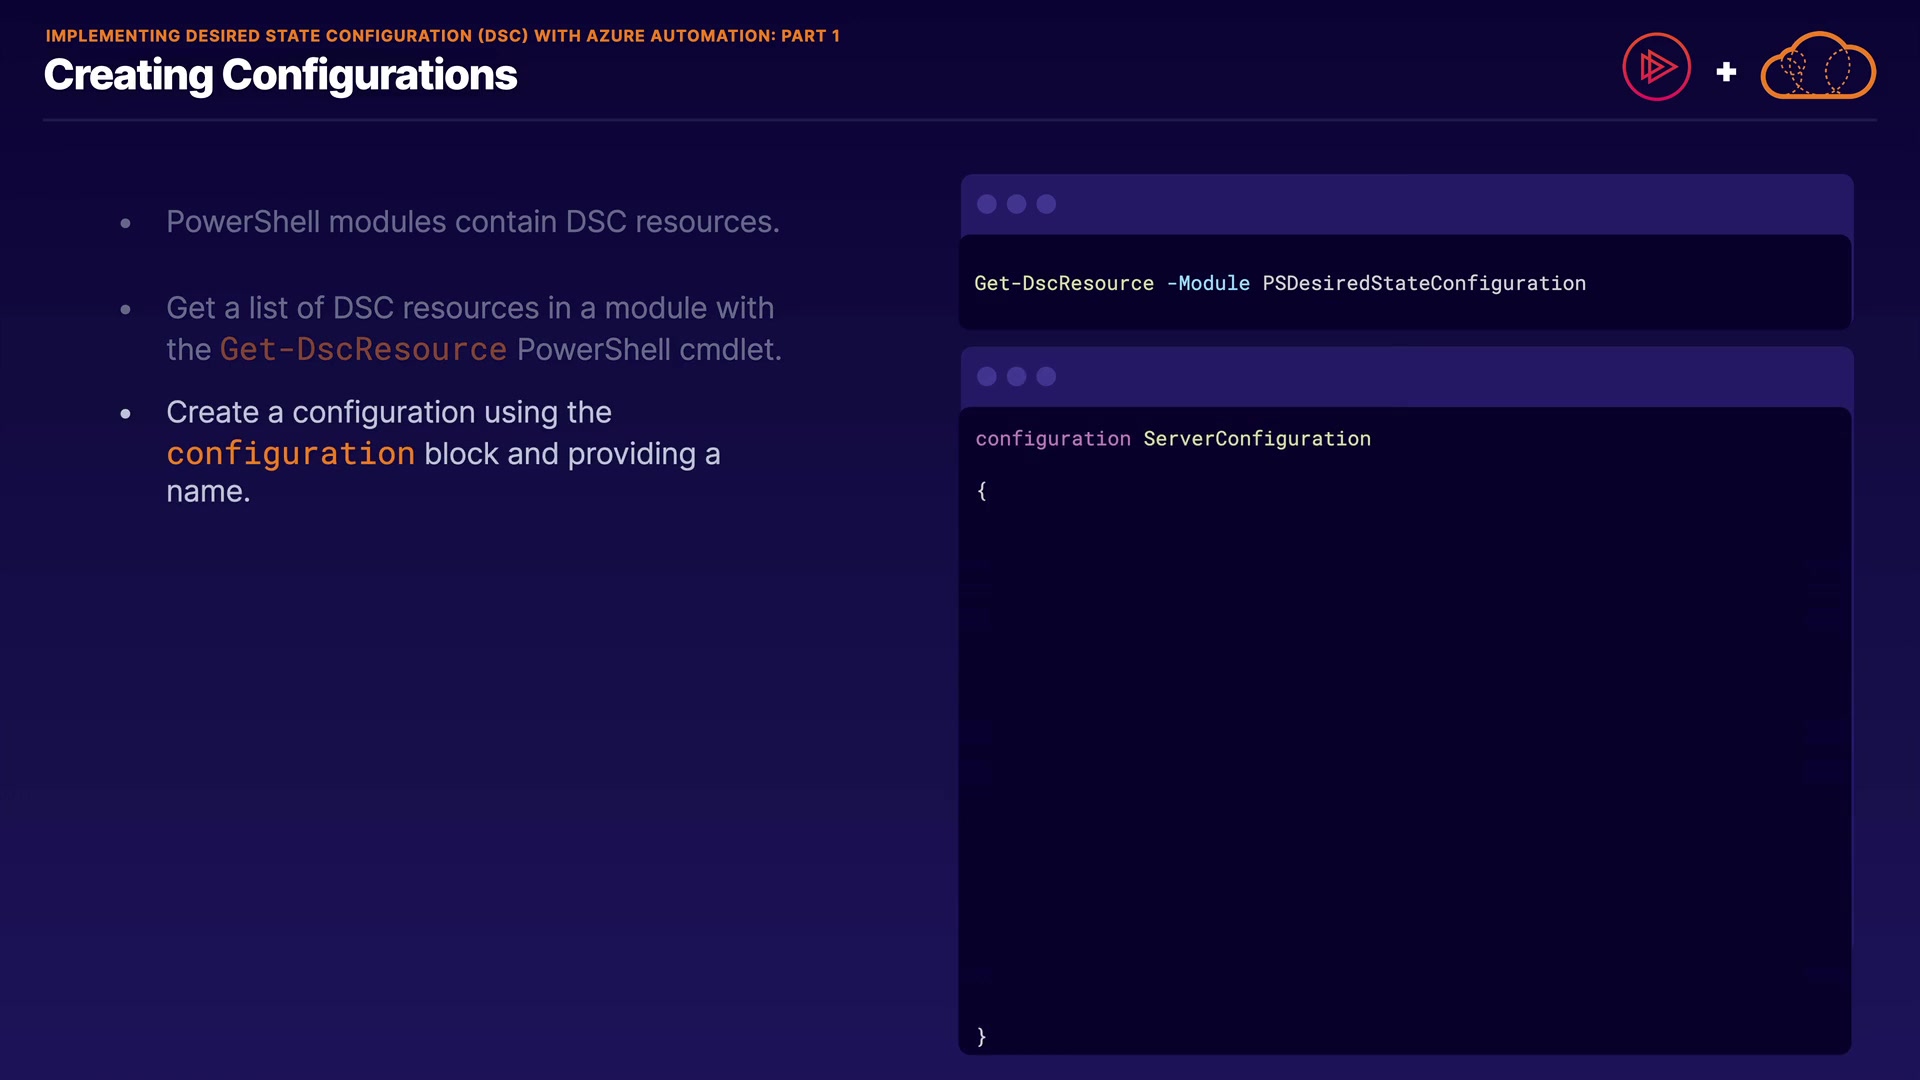 IMPLEMENTING DESIRED STATE CONFIGURATION (DSC) WITH AZURE AUTOMATION: PART 1
Creating Configurations
• PowerShell modules contain DSC resources.
• Get a list of DSC resources in a module with
the Get-DscResource PowerShell cmdlet.
• Create a configuration using the
configuration block and providing a
name.
Get-DscResource -Module PSDesiredStateConfiguration
configuration ServerConfiguration
{
}